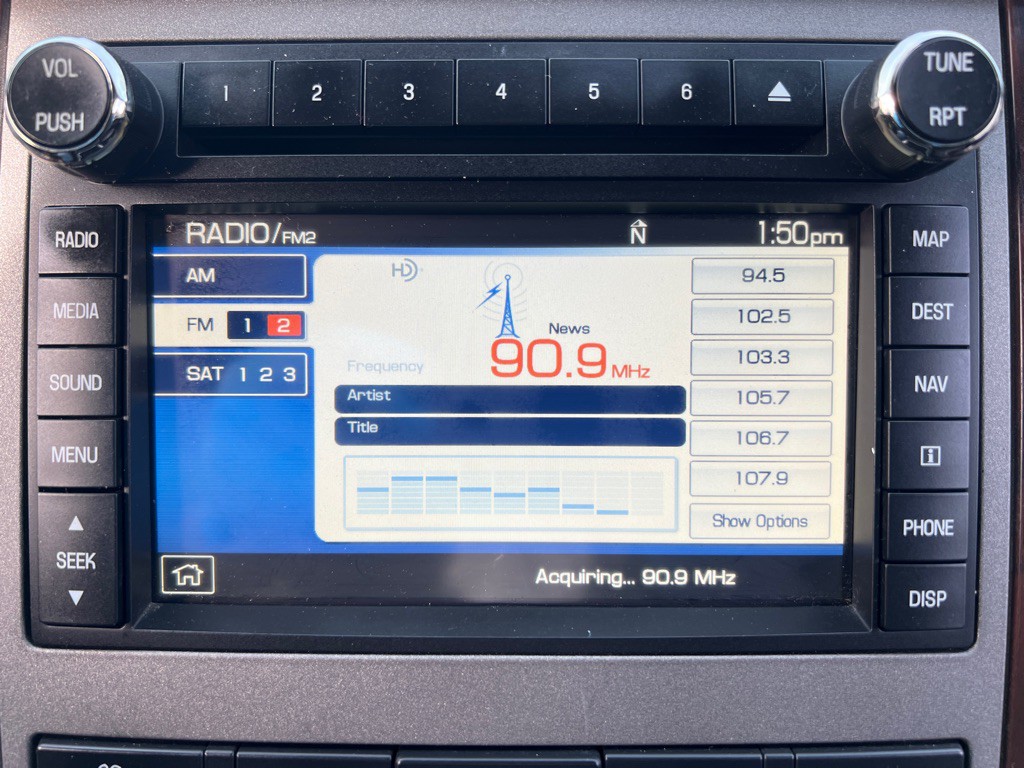 VOL
PUSH
1 2 3 4 5 6
TUNE
RPT
RADIO
MEDIA
SOUND
MENU
SEEK
RADIO/FM2
N
1:50pm
AM
FM 1 2
SAT 1 2 3
HD
News
Frequency
90.9 MHz
Artist
Title
94.5
102.5
103.3
105.7
106.7
107.9
Show Options
Acquiring... 90.9 MHz
MAP
DEST
NAV
i
PHONE
DISP